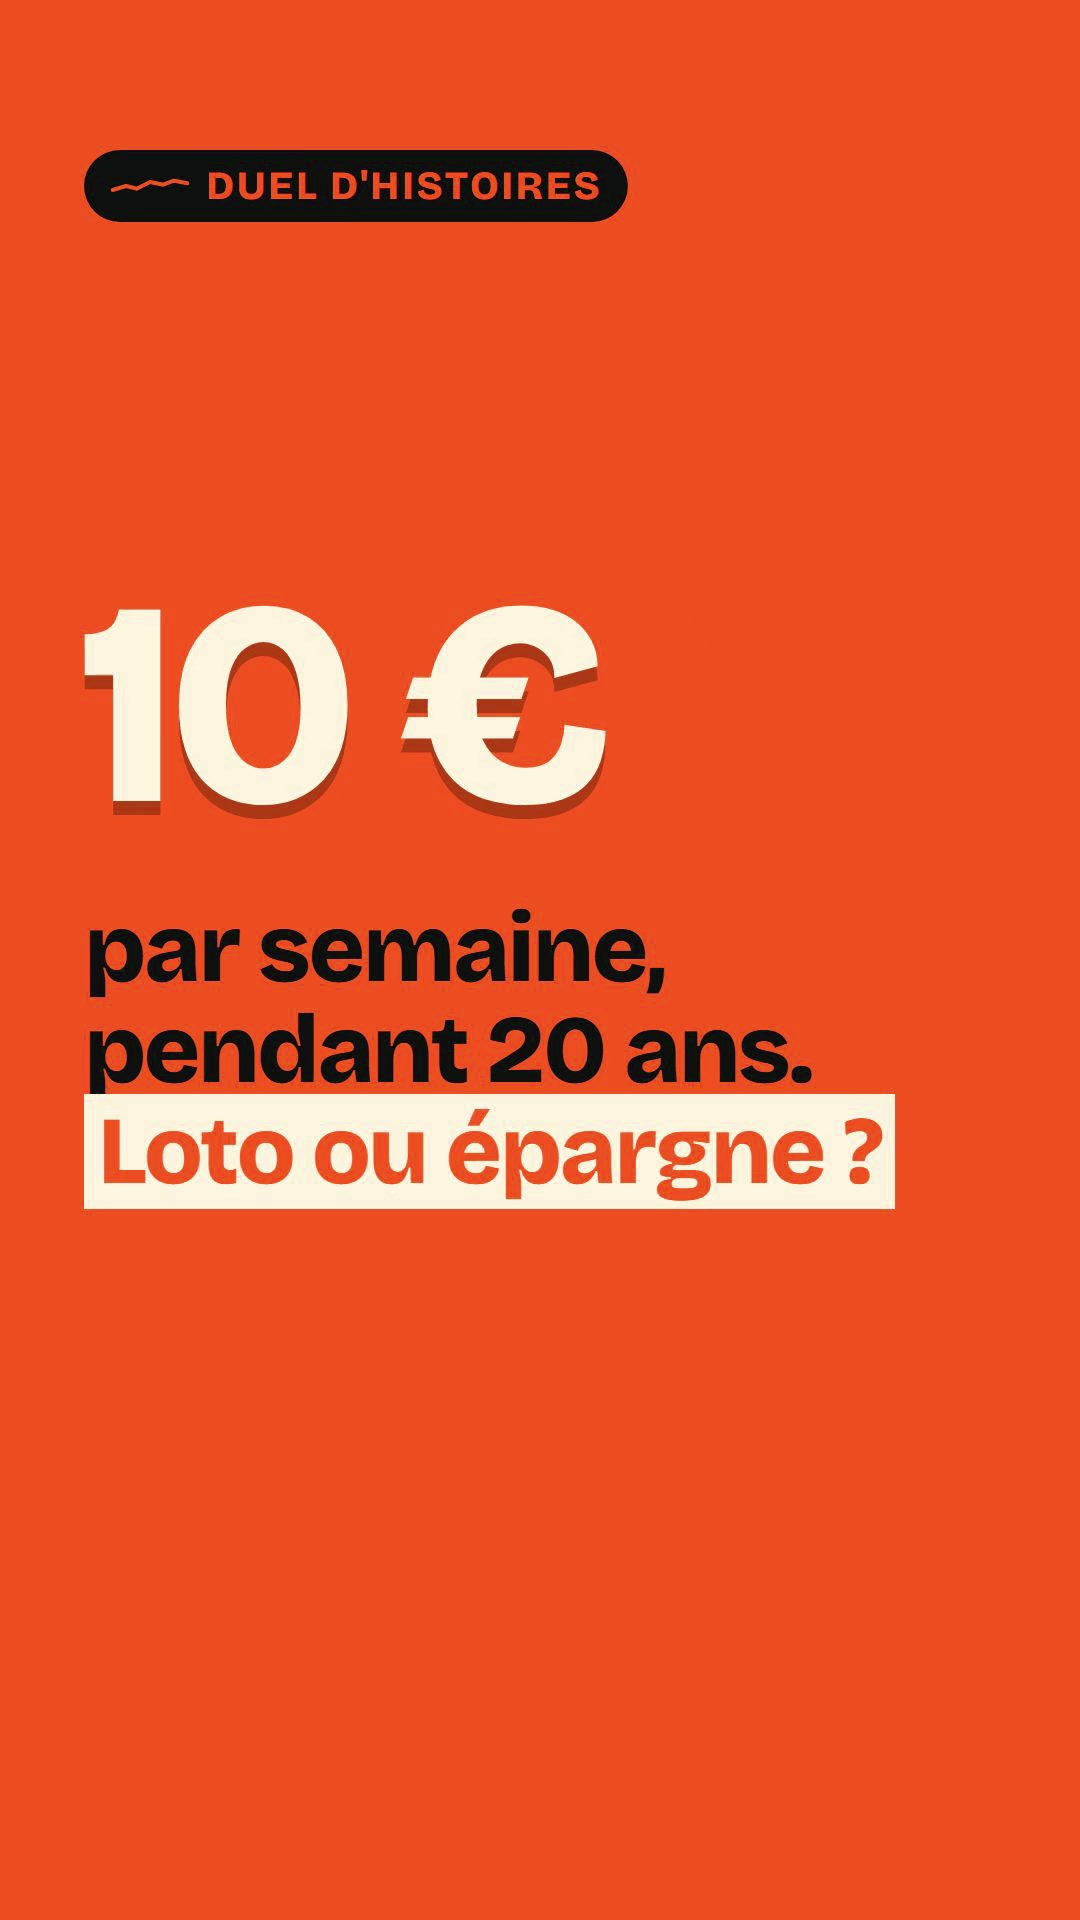 DUEL D'HISTOIRES
10 €
par semaine,
pendant 20 ans.
Loto ou épargne ?